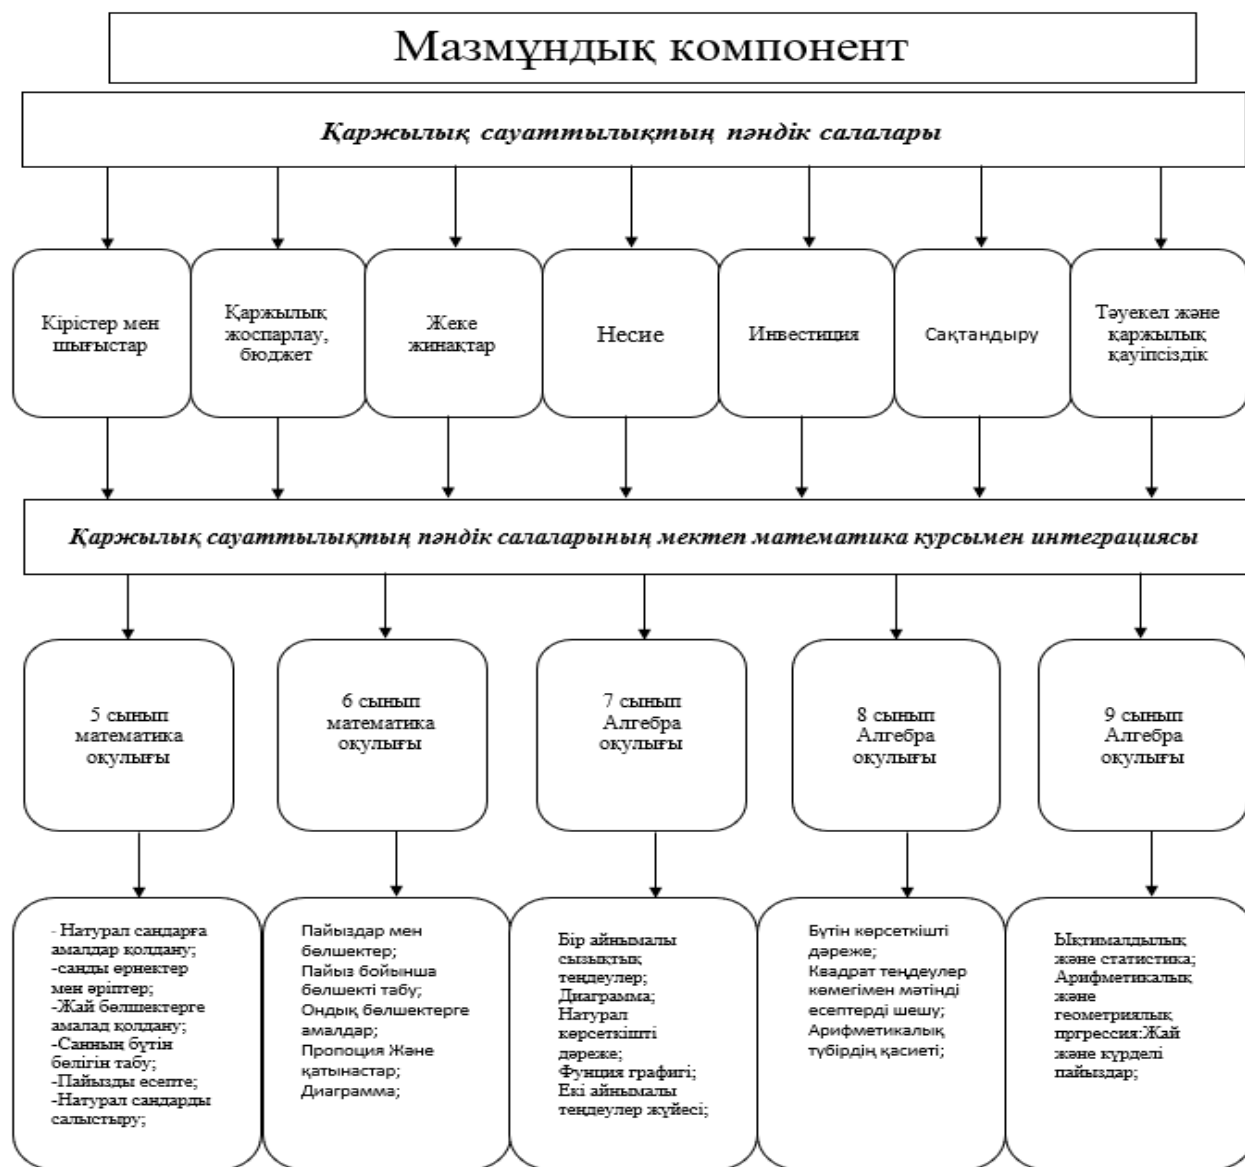 Мазмұндық компонент
Қаржылық сауаттылықтың пәндік салалары
Кірістер мен
шығыстар
Қаржылық
жоспарлау,
бюджет
Жеке
жинақтар
Несие
Инвестиция
Сақтандыру
Тәуекел және
қаржылық
қауіпсіздік
Қаржылық сауаттылықтың пәндік салаларының мектеп математика курсымен интеграциясы
5 сынып
математика
оқулығы
6 сынып
математика
оқулығы
7 сынып
Алгебра
оқулығы
8 сынып
Алгебра
оқулығы
9 сынып
Алгебра
оқулығы
- Натурал сандарға
амалдар қолдану;
-санды өрнектер
мен әріптер;
-Жай бөлшектерге
амалад қолдану;
-Санның бүтін
бөлігін табу;
-Пайызды есепте;
-Натурал сандарды
салыстыру;
Пайыздар мен
бөлшектер;
Пайыз бойынша
бөлшекті табу;
Ондық бөлшектерге
амалдар;
Пропоция Және
қатынастар;
Диаграмма;
Бір айнымалы
сызықтық
теңдеулер;
Диаграмма;
Натурал
көрсеткішті
дәреже;
Фунция графигі;
Екі айнымалы
теңдеулер жүйесі;
Бүтін көрсеткішті
дәреже;
Квадрат теңдеулер
көмегімен мәтінді
есептерді шешу;
Арифметикалық
түбірдің қасиеті;
Ықтималдылық
және статистика;
Арифметикалық
және
геометриялық
пргрессия:Жай
және күрделі
пайыздар;